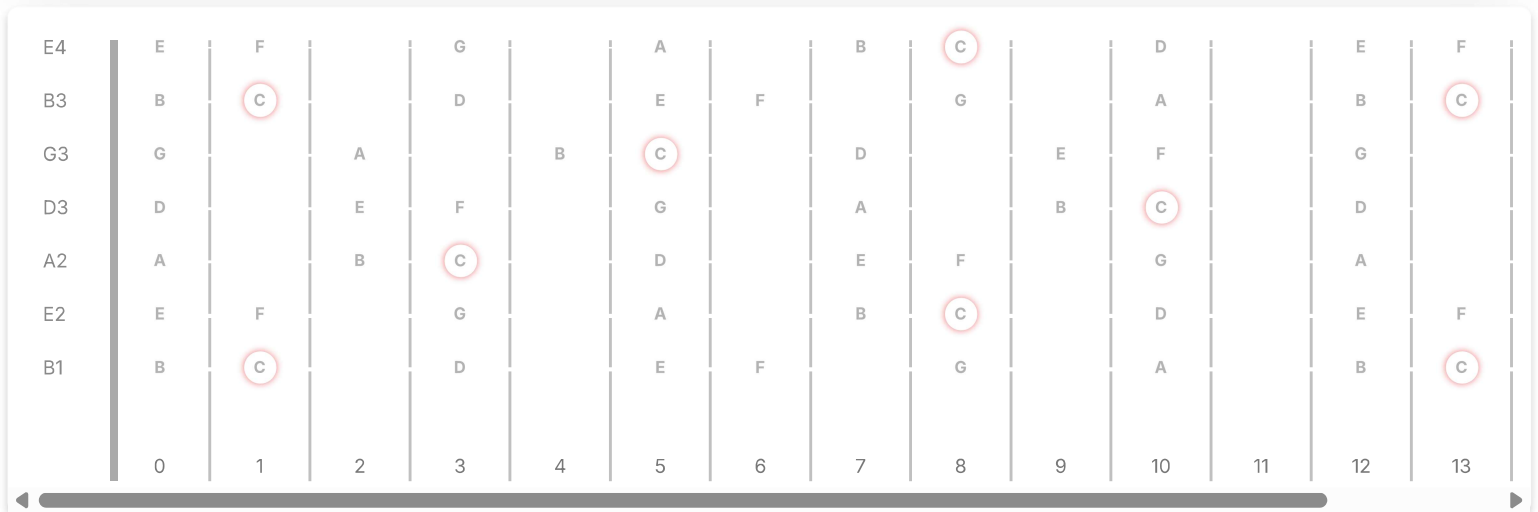 E4 E F G A B C D E F
B3 B C D E F G A B C
G3 G A B C D E F G
D3 D E F G A B C D
A2 A B C D E F G A
E2 E F G A B C D E F
B1 B C D E F G A B C
0 1 2 3 4 5 6 7 8 9 10 11 12 13